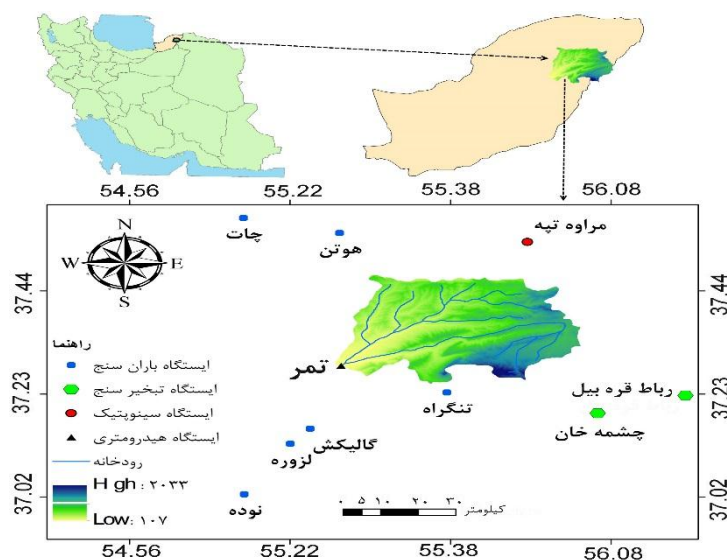 54.56 55.22 55.38 56.08
چات
هوتن
مراوه تپه
N
W E
S
37.44 37.44
راهنما
ایستگاه باران سنج
ایستگاه تبخیر سنج
ایستگاه سینوپتیک
ایستگاه هیدرومتری
رودخانه
High : ۲۰۳۳
Low: ۱۰۷
تمر
37.23 37.23
تنگراه
رباط قره بیل
چشمه خان
گالیکش
لزوره
نوده
37.02 37.02
۰ ۵ ۱۰ ۲۰ ۳۰
کیلومتر
54.56 55.22 55.38 56.08